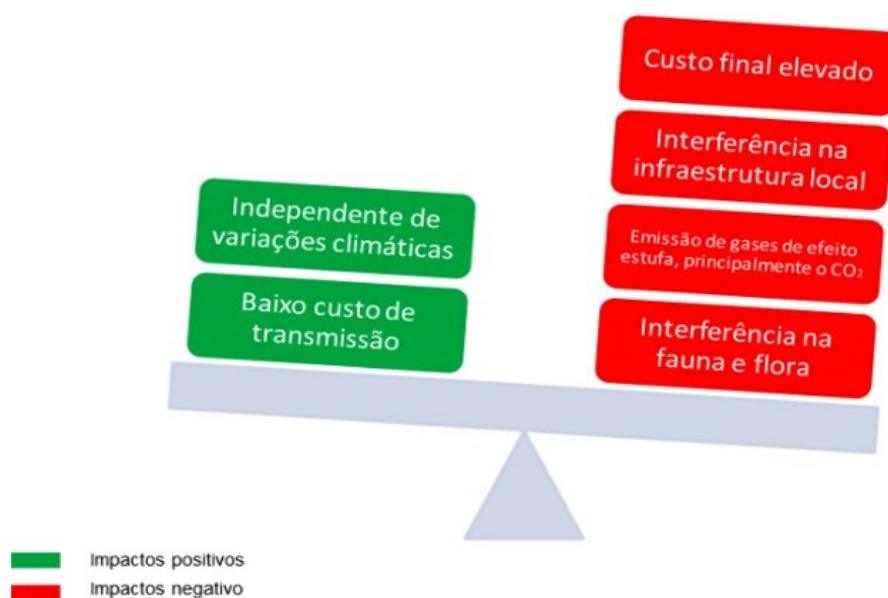 Custo final elevado
Interferência na
infraestrutura local
Independente de
variações climáticas
Emissão de gases de efeito
estufa, principalmente o CO₂
Baixo custo de
transmissão
Interferência na
fauna e flora
Impactos positivos
Impactos negativo